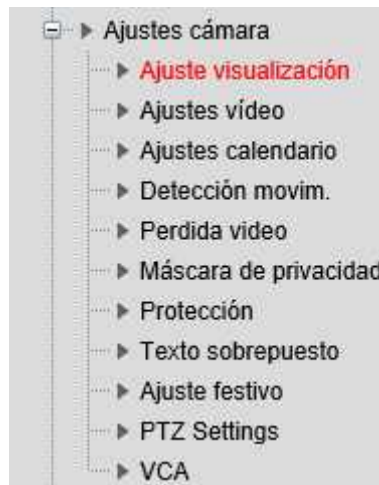 Ajustes cámara
Ajuste visualización
Ajustes vídeo
Ajustes calendario
Detección movim.
Perdida video
Máscara de privacidad
Protección
Texto sobrepuesto
Ajuste festivo
PTZ Settings
VCA